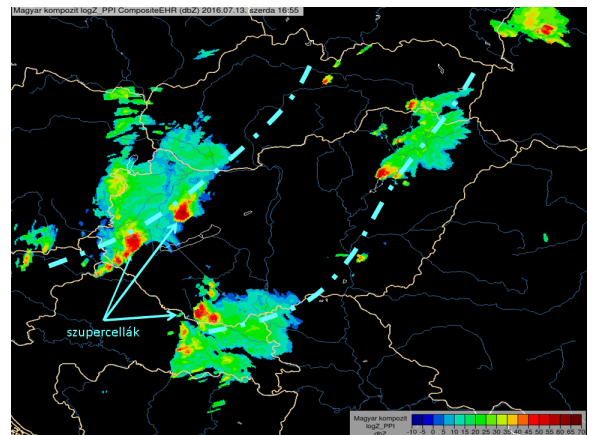 Magyar kompozit logZ_PPI CompositeEHR (dbZ) 2016.07.13. szerda 16:55
szupercellák
Magyar kompozit
logZ_PPI
dbZ
-10 -5 0 5 10 15 20 25 30 35 40 45 50 55 60 65 70